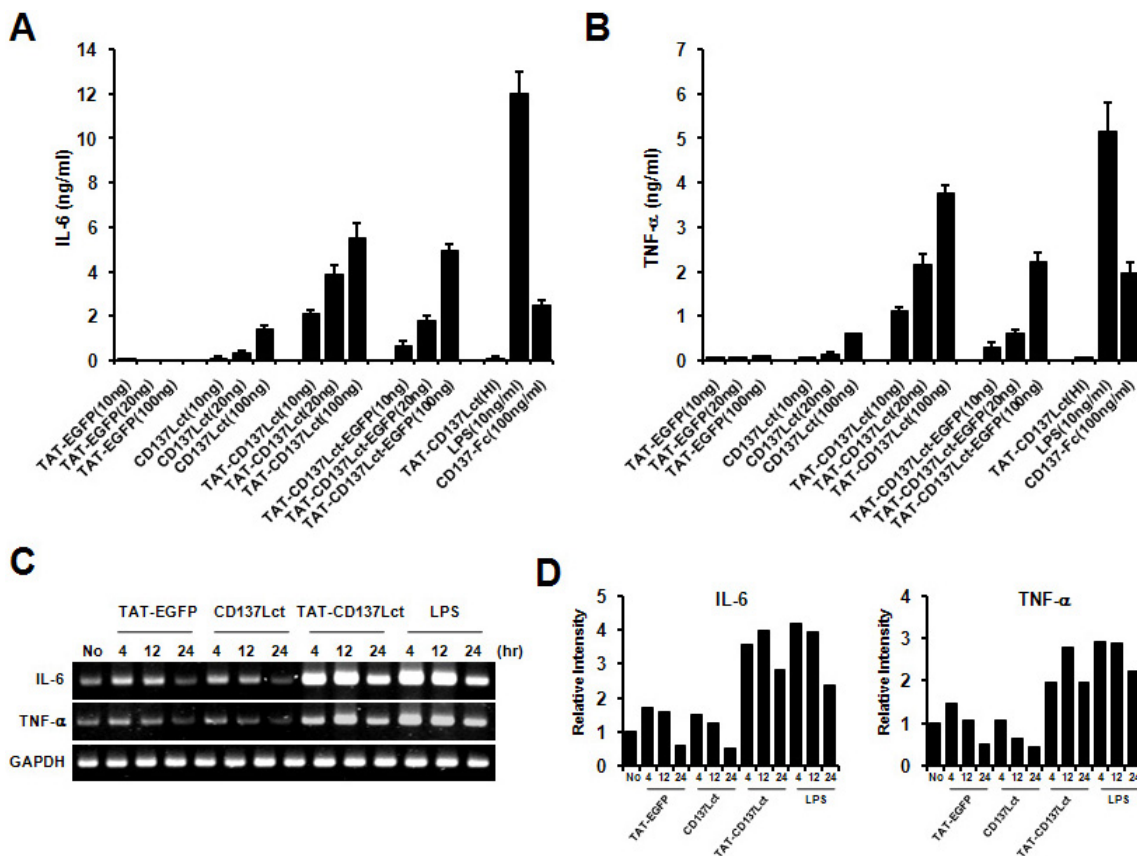 A
14
12
10
8
6
4
2
0
IL-6 (ng/ml)
TAT-EGFP(10ng)
TAT-EGFP(20ng)
TAT-EGFP(100ng)
CD137Lct(10ng)
CD137Lct(20ng)
CD137Lct(100ng)
TAT-CD137Lct(10ng)
TAT-CD137Lct(20ng)
TAT-CD137Lct(100ng)
TAT-CD137Lct-EGFP(10ng)
TAT-CD137Lct-EGFP(20ng)
TAT-CD137Lct-EGFP(100ng)
TAT-CD137Lct(HI)
LPS(10ng/ml)
CD137-Fc(100ng/ml)
B
7
6
5
4
3
2
1
0
TNF-α (ng/ml)
TAT-EGFP(10ng)
TAT-EGFP(20ng)
TAT-EGFP(100ng)
CD137Lct(10ng)
CD137Lct(20ng)
CD137Lct(100ng)
TAT-CD137Lct(10ng)
TAT-CD137Lct(20ng)
TAT-CD137Lct(100ng)
TAT-CD137Lct-EGFP(10ng)
TAT-CD137Lct-EGFP(20ng)
TAT-CD137Lct-EGFP(100ng)
TAT-CD137Lct(HI)
LPS(10ng/ml)
CD137-Fc(100ng/ml)
C
TAT-EGFP CD137Lct TAT-CD137Lct LPS
No 4 12 24 4 12 24 4 12 24 4 12 24 (hr)
IL-6
TNF-α
GAPDH
D
IL-6
5
4
3
2
1
0
Relative Intensity
No 4 12 24 4 12 24 4 12 24 4 12 24
TAT-EGFP CD137Lct TAT-CD137Lct LPS
TNF-α
4
3
2
1
0
Relative Intensity
No 4 12 24 4 12 24 4 12 24 4 12 24
TAT-EGFP CD137Lct TAT-CD137Lct LPS